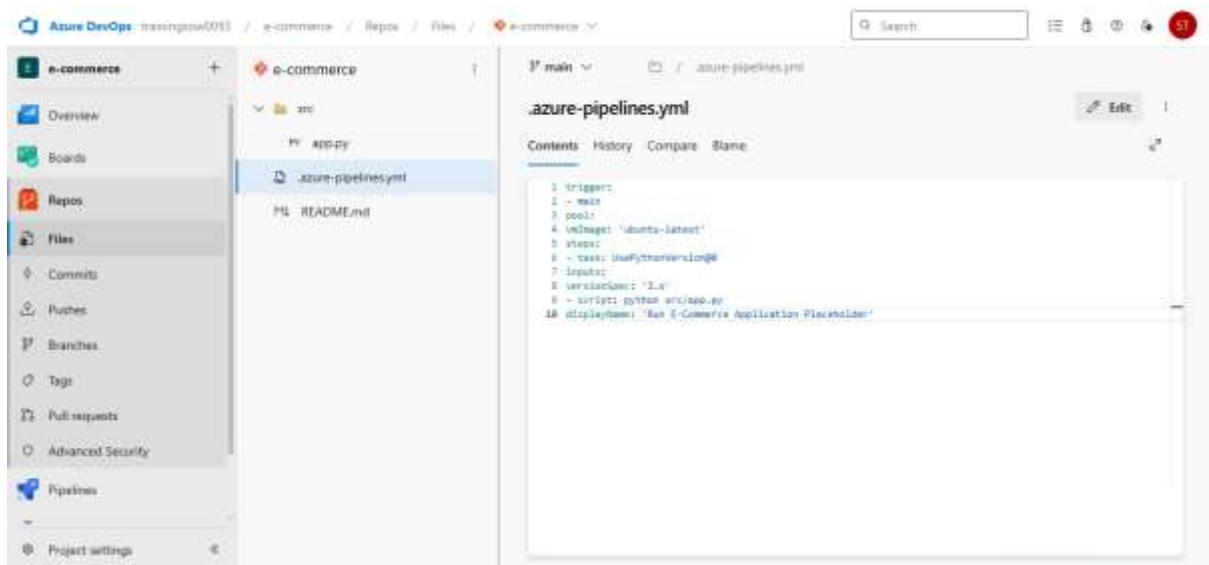 Azure DevOps / e-commerce / Repos / Files / e-commerce
Search
ST
E e-commerce +
Overview
Boards
Repos
Files
Commits
Pushes
Branches
Tags
Pull requests
Advanced Security
Pipelines
Project settings
e-commerce
src
PY app.py
.azure-pipelines.yml
README.md
main / .azure-pipelines.yml
.azure-pipelines.yml
Edit
Contents History Compare Blame
1 trigger:
2 - main
3 pool:
4 vmImage: 'ubuntu-latest'
5 steps:
6 - task: UsePythonVersion@0
7 inputs:
8 versionSpec: '3.x'
9 - script: python src/app.py
10 displayName: 'Run E-Commerce Application Placeholder'